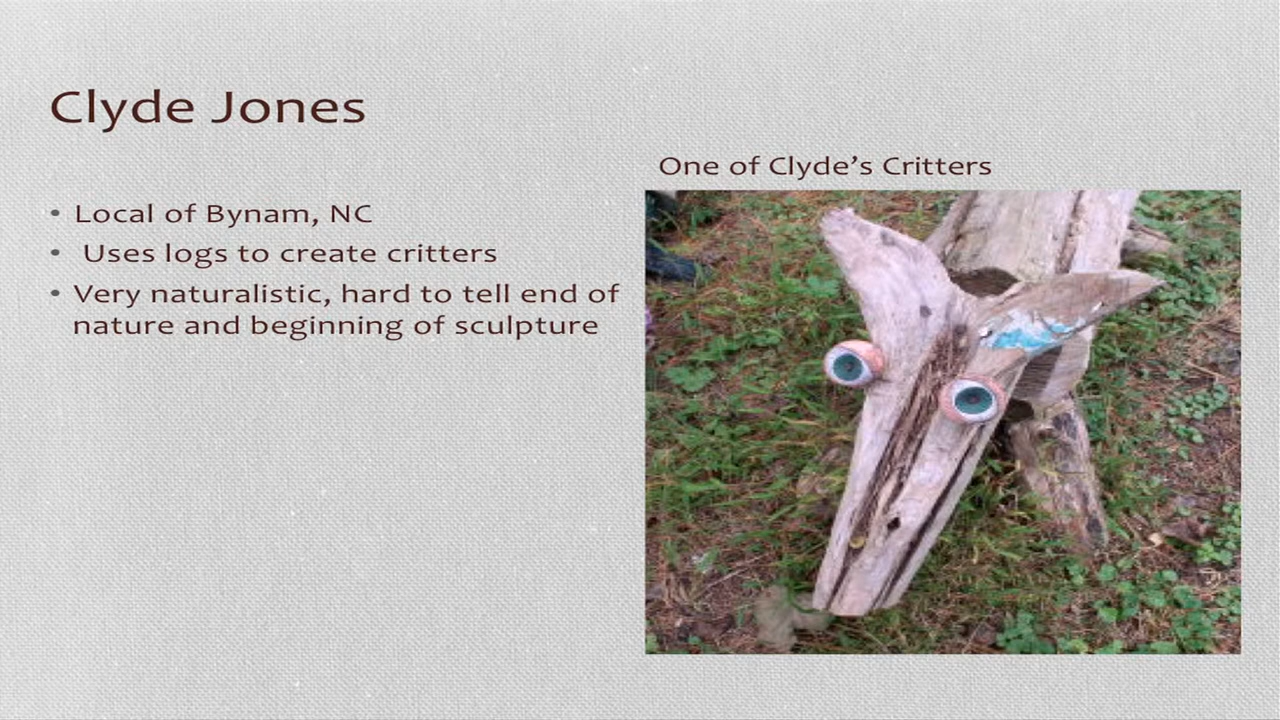 Clyde Jones
One of Clyde’s Critters
• Local of Bynam, NC
• Uses logs to create critters
• Very naturalistic, hard to tell end of
nature and beginning of sculpture